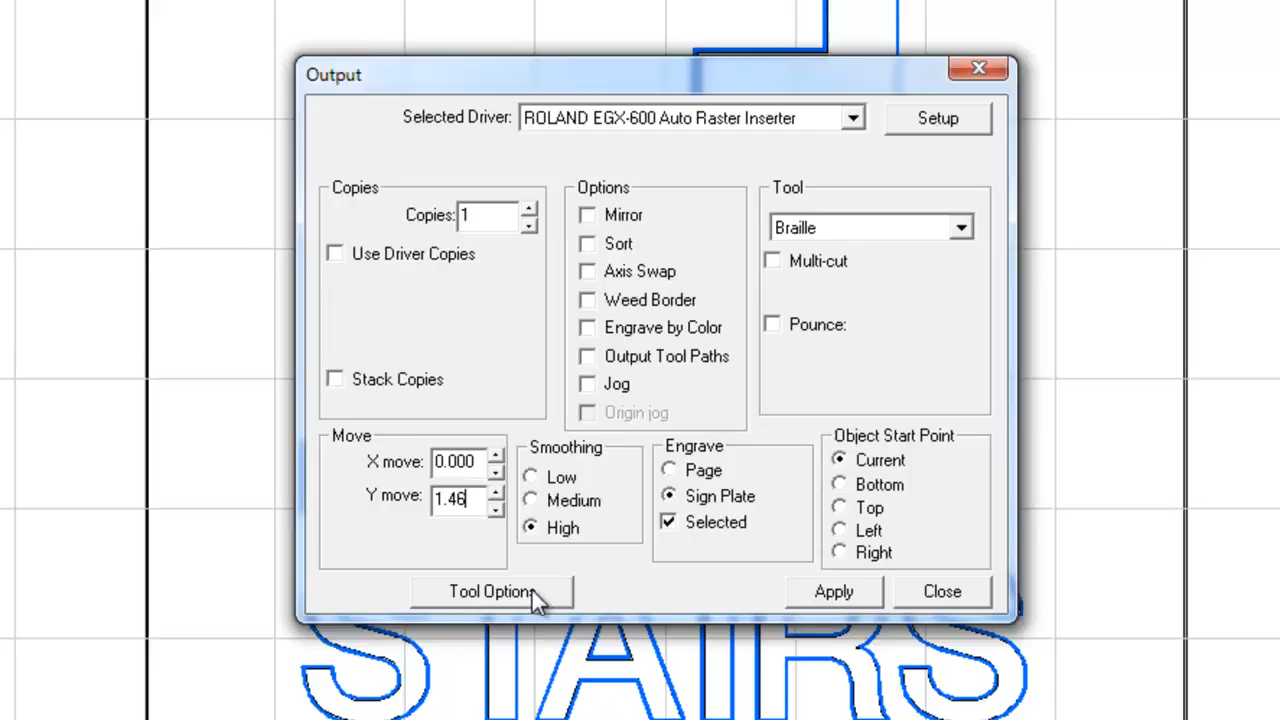 Output
Selected Driver: ROLAND EGX-600 Auto Raster Inserter Setup
Copies
Copies: 1
Use Driver Copies
Stack Copies
Options
Mirror
Sort
Axis Swap
Weed Border
Engrave by Color
Output Tool Paths
Jog
Origin jog
Tool
Braille
Multi-cut
Pounce:
Move
X move: 0.000
Y move: 1.46
Smoothing
Low
Medium
High
Engrave
Page
Sign Plate
Selected
Object Start Point
Current
Bottom
Top
Left
Right
Tool Options Apply Close
STAIRS